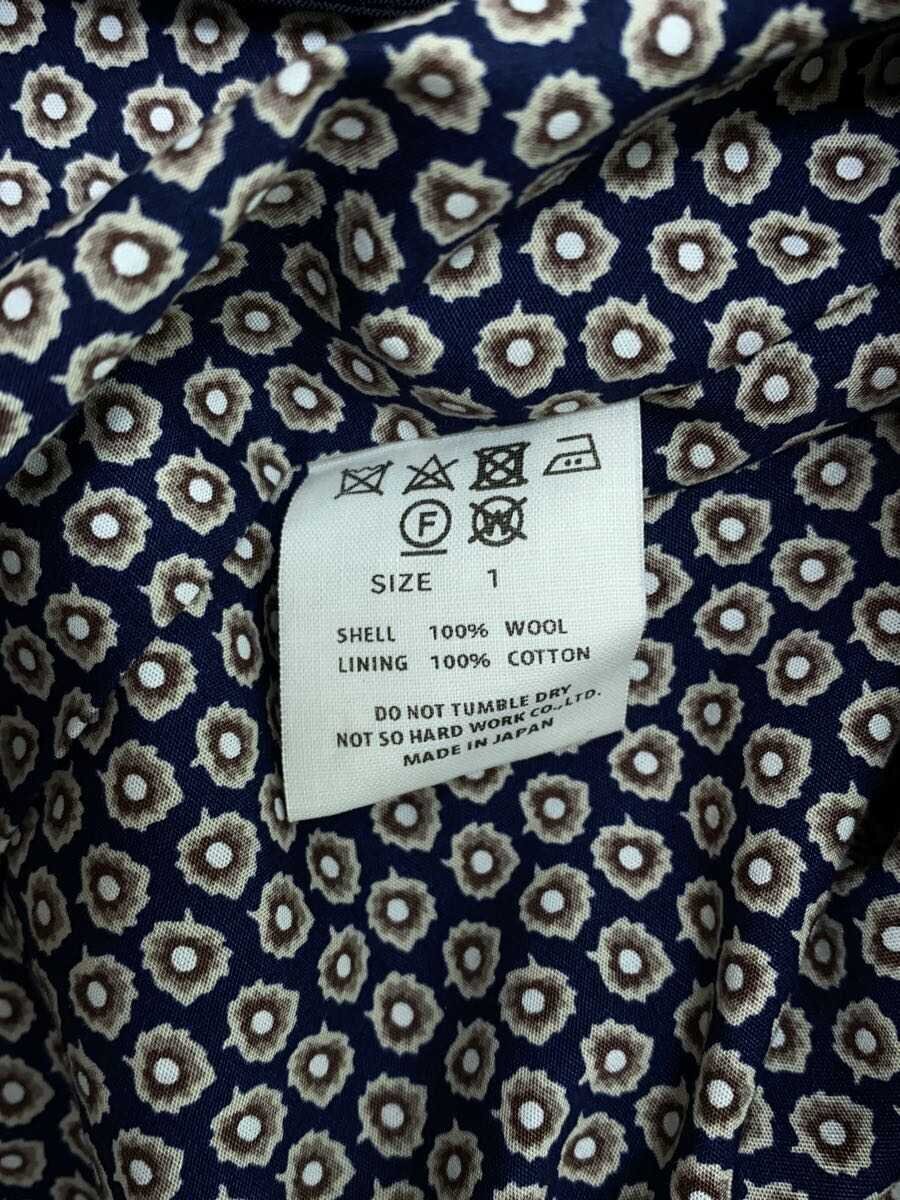 F W
SIZE 1
SHELL 100% WOOL
LINING 100% COTTON
DO NOT TUMBLE DRY
NOT SO HARD WORK CO.,LTD.
MADE IN JAPAN